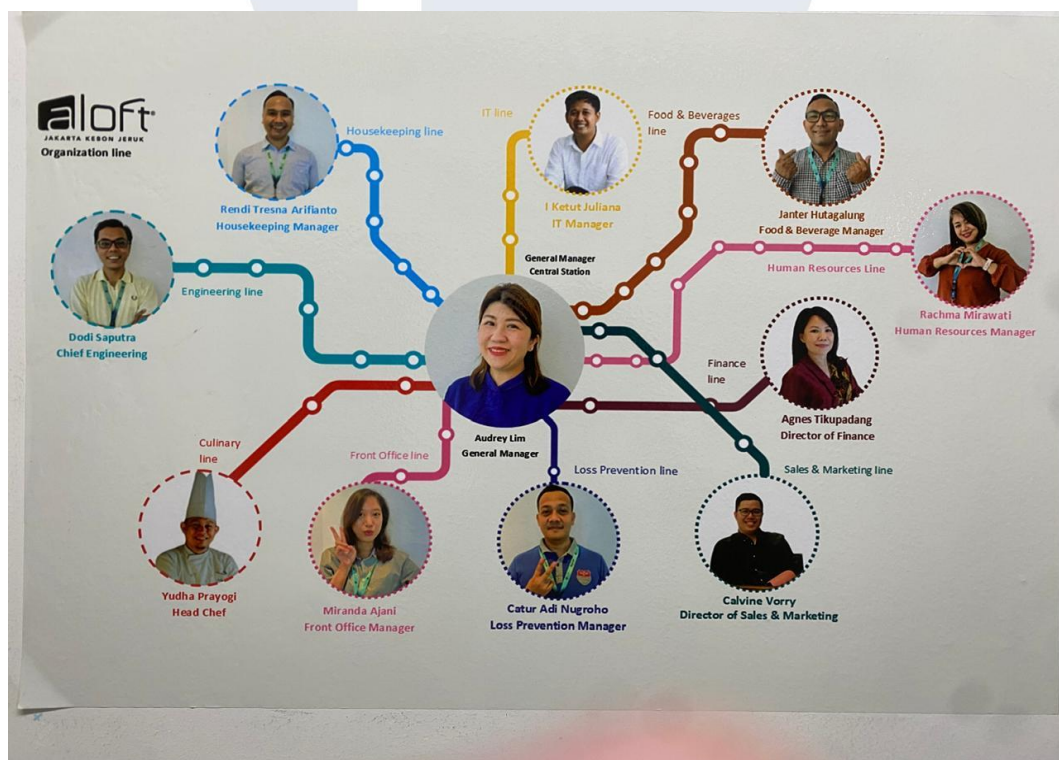 aloft
JAKARTA KEBON JERUK
Organization line
Housekeeping line
Rendi Tresna Arifianto
Housekeeping Manager
IT line
I Ketut Juliana
IT Manager
Food & Beverages
line
Janter Hutagalung
Food & Beverage Manager
Engineering line
Dodi Saputra
Chief Engineering
General Manager
Central Station
Human Resources Line
Rachma Mirawati
Human Resources Manager
Audrey Lim
General Manager
Finance
line
Agnes Tikupadang
Director of Finance
Culinary
line
Yudha Prayogi
Head Chef
Front Office line
Miranda Ajani
Front Office Manager
Loss Prevention line
Catur Adi Nugroho
Loss Prevention Manager
Sales & Marketing line
Calvine Vorry
Director of Sales & Marketing